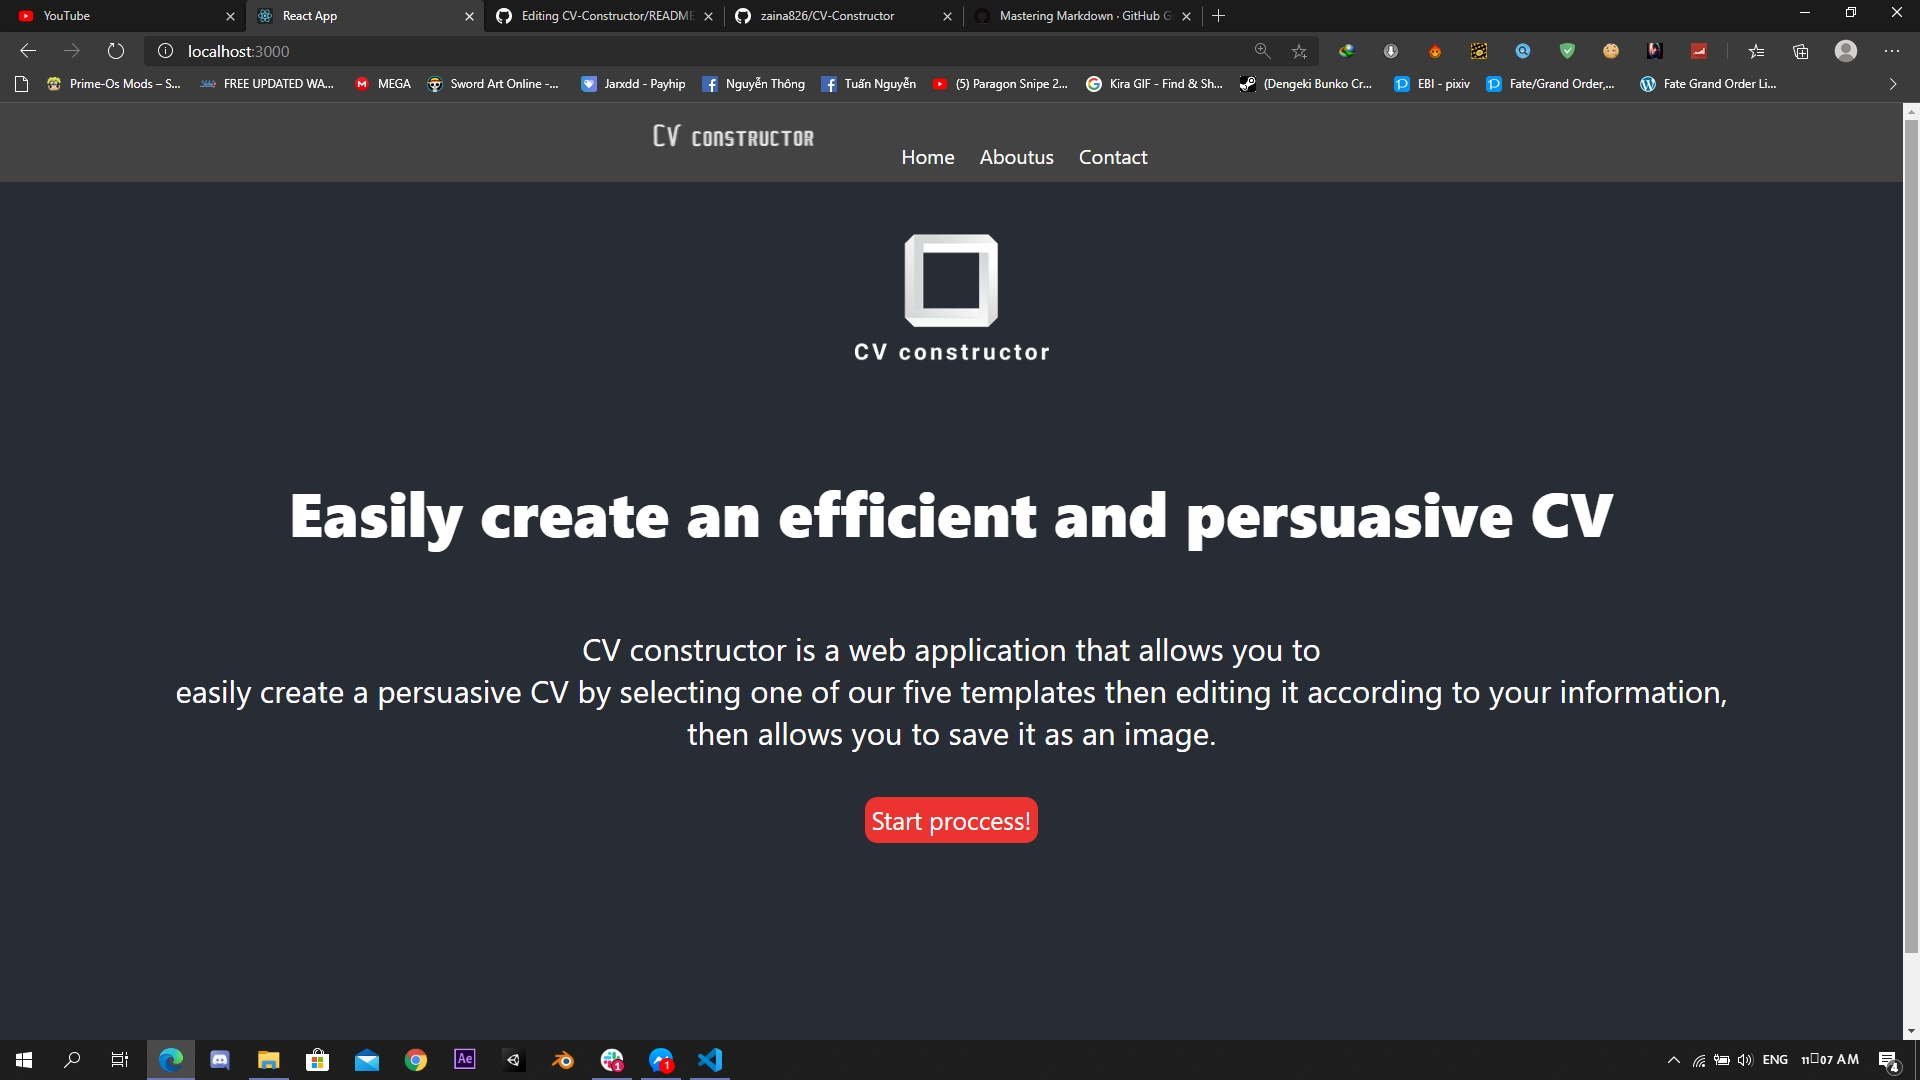 YouTube
React App
Editing CV-Constructor/README
zaina826/CV-Constructor
Mastering Markdown · GitHub G
localhost:3000
Prime-Os Mods – S...
FREE UPDATED WA...
MEGA
Sword Art Online -...
Jarxdd - Payhip
Nguyễn Thông
Tuấn Nguyễn
(5) Paragon Snipe 2...
Kira GIF - Find & Sh...
(Dengeki Bunko Cr...
EBI - pixiv
Fate/Grand Order,...
Fate Grand Order Li...
CV CONSTRUCTOR
Home Aboutus Contact
CV constructor
Easily create an efficient and persuasive CV
CV constructor is a web application that allows you to
easily create a persuasive CV by selecting one of our five templates then editing it according to your information,
then allows you to save it as an image.
Start proccess!
Ae
1
1
ENG
11▯07 AM
4